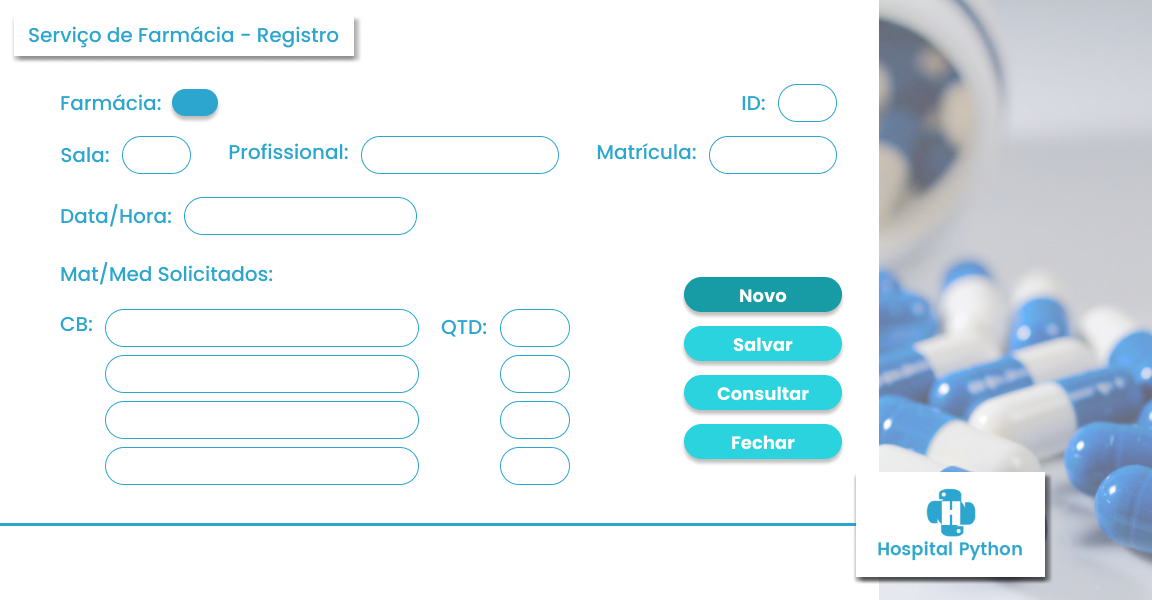 Serviço de Farmácia - Registro
Farmácia:
ID:
Sala:
Profissional:
Matrícula:
Data/Hora:
Mat/Med Solicitados:
CB:
QTD:
Novo
Salvar
Consultar
Fechar
H
Hospital Python